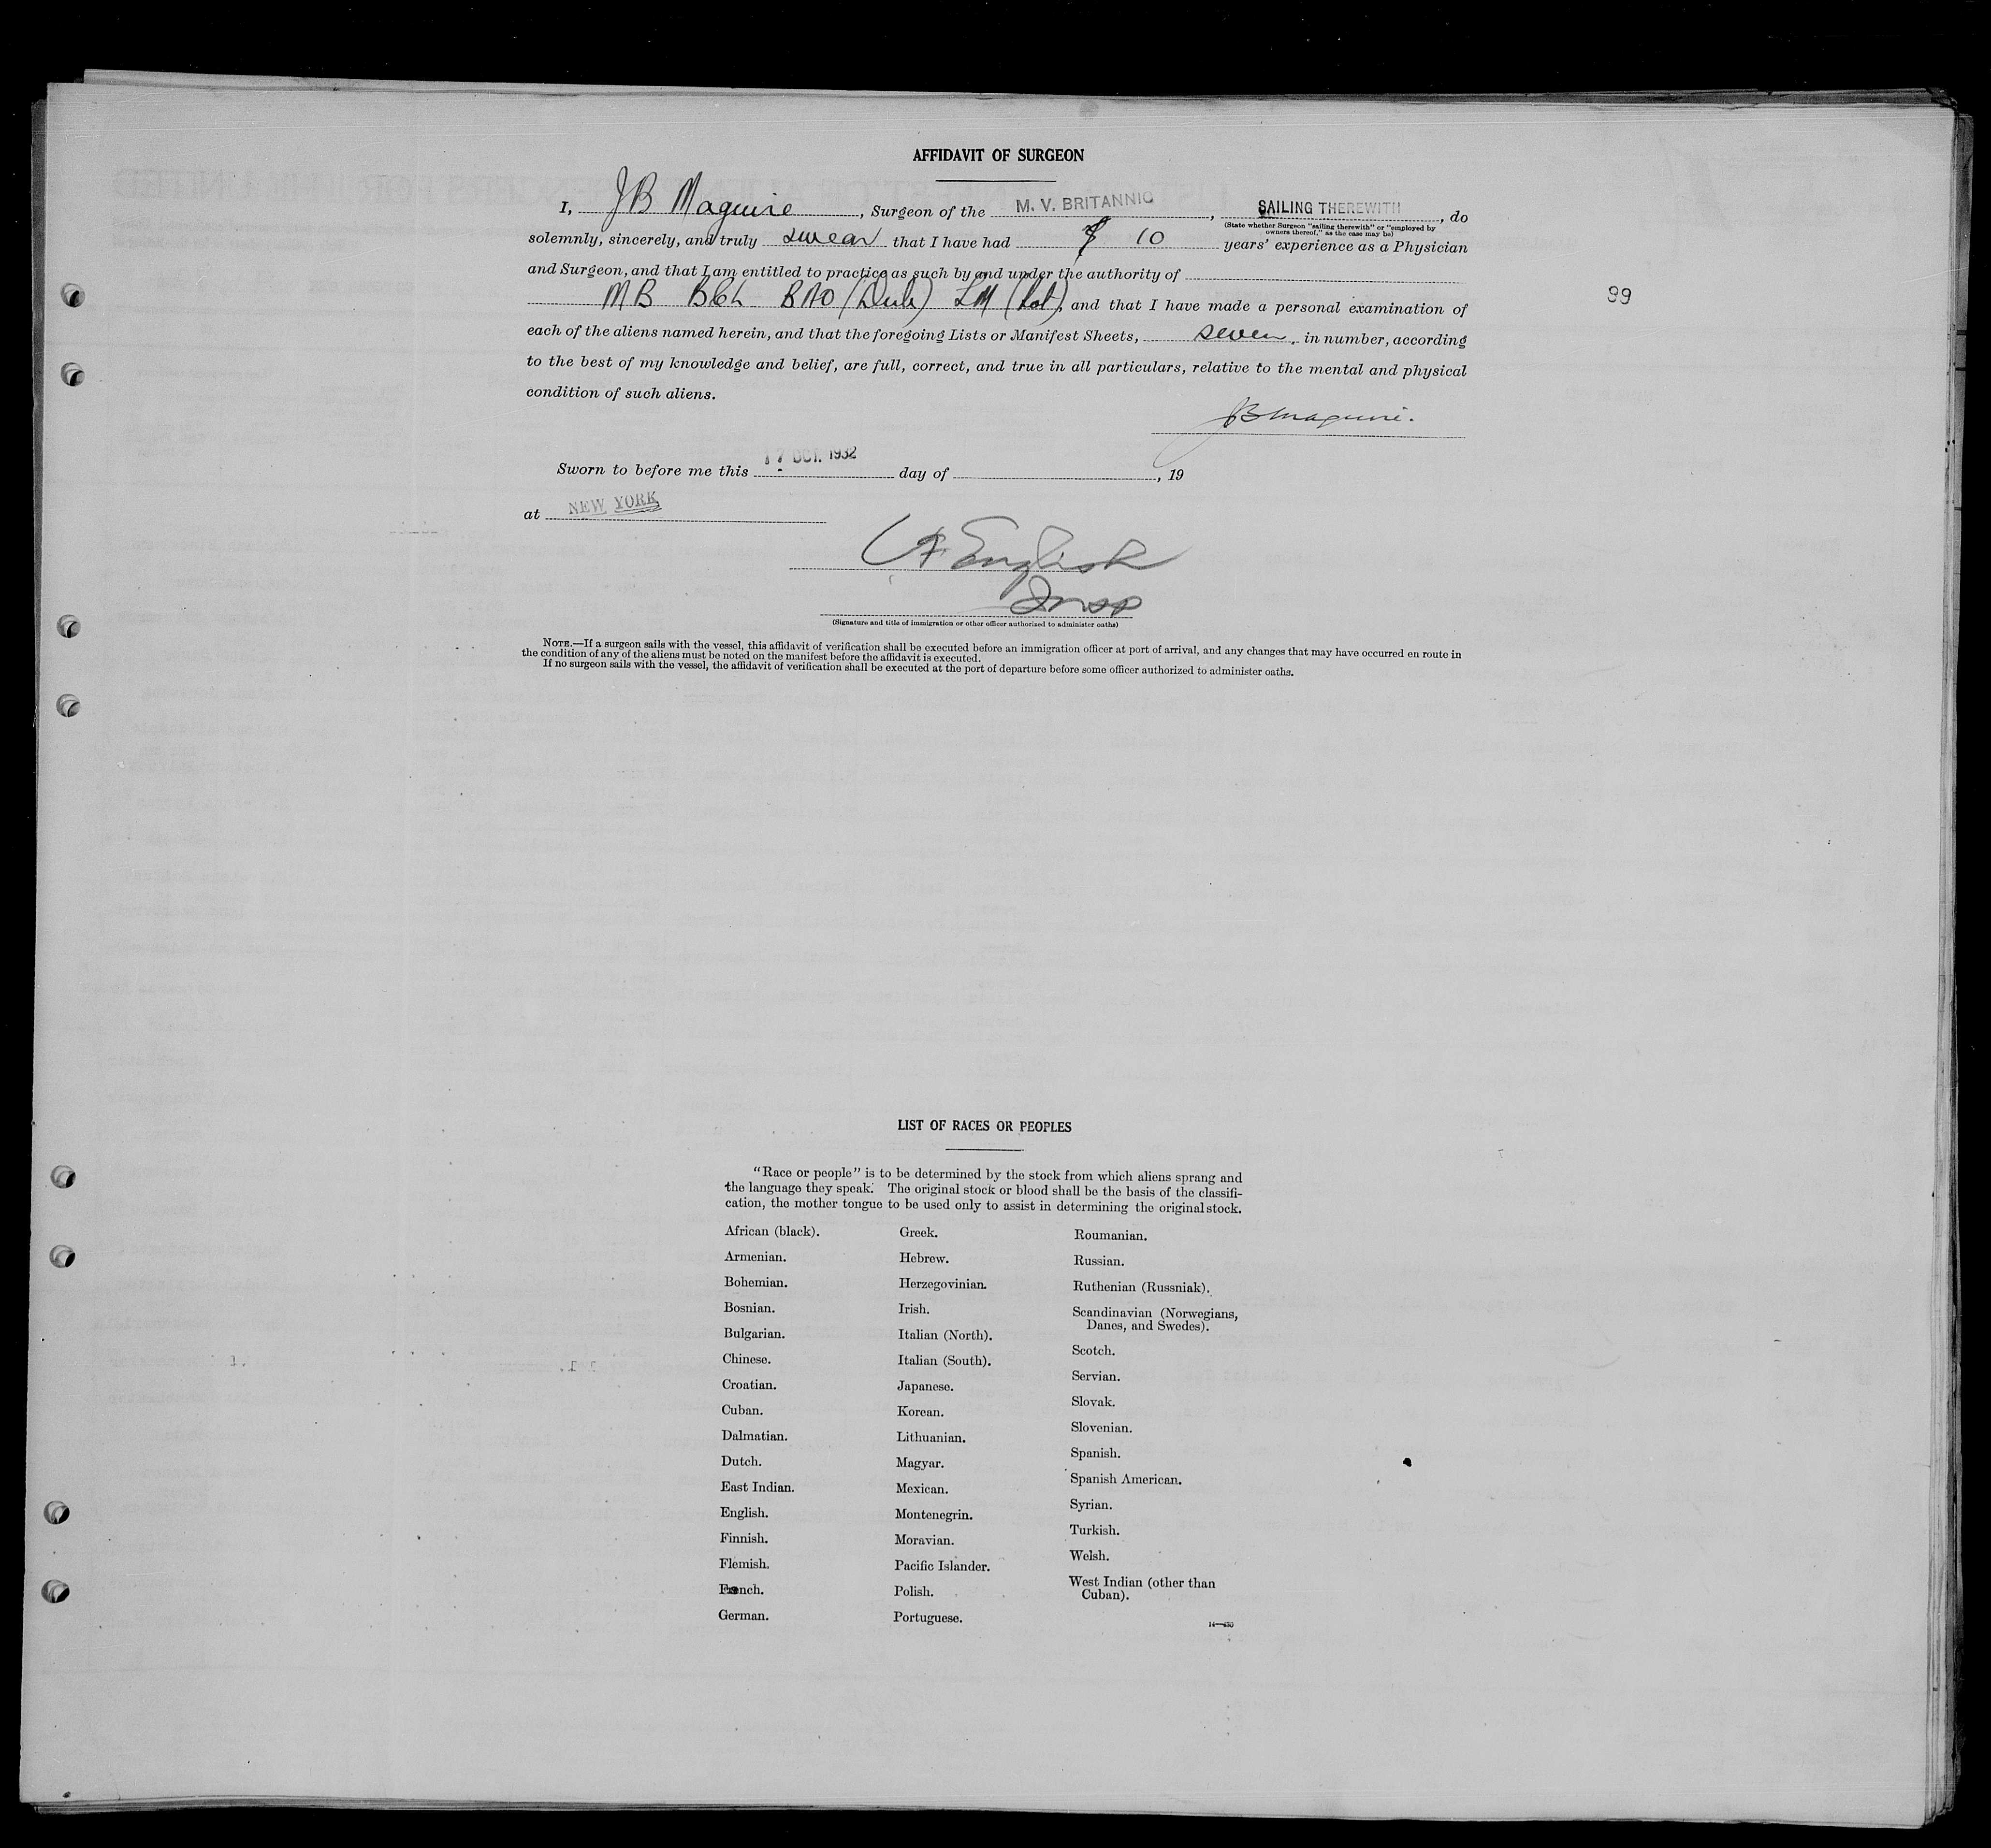 AFFIDAVIT OF SURGEON
I, J B Maguire, Surgeon of the M. V. BRITANNIC, SAILING THEREWITH, do
(State whether Surgeon "sailing therewith" or "employed by
owners thereof," as the case may be)
solemnly, sincerely, and truly swear that I have had 10 years' experience as a Physician
and Surgeon, and that I am entitled to practice as such by and under the authority of
MB BCh BAO (Dub) LM (Rot) and that I have made a personal examination of
each of the aliens named herein, and that the foregoing Lists or Manifest Sheets, seven, in number, according
to the best of my knowledge and belief, are full, correct, and true in all particulars, relative to the mental and physical
condition of such aliens.
JB Maguire.
Sworn to before me this 17 OCT. 1932 day of , 19
at NEW YORK
English
Insp
(Signature and title of immigration or other officer authorized to administer oaths)
NOTE.—If a surgeon sails with the vessel, this affidavit of verification shall be executed before an immigration officer at port of arrival, and any changes that may have occurred en route in
the condition of any of the aliens must be noted on the manifest before the affidavit is executed.
If no surgeon sails with the vessel, the affidavit of verification shall be executed at the port of departure before some officer authorized to administer oaths.
99
LIST OF RACES OR PEOPLES
"Race or people" is to be determined by the stock from which aliens sprang and
the language they speak. The original stock or blood shall be the basis of the classifi-
cation, the mother tongue to be used only to assist in determining the original stock.
African (black).
Armenian.
Bohemian.
Bosnian.
Bulgarian.
Chinese.
Croatian.
Cuban.
Dalmatian.
Dutch.
East Indian.
English.
Finnish.
Flemish.
French.
German.
Greek.
Hebrew.
Herzegovinian.
Irish.
Italian (North).
Italian (South).
Japanese.
Korean.
Lithuanian.
Magyar.
Mexican.
Montenegrin.
Moravian.
Pacific Islander.
Polish.
Portuguese.
Roumanian.
Russian.
Ruthenian (Russniak).
Scandinavian (Norwegians,
Danes, and Swedes).
Scotch.
Servian.
Slovak.
Slovenian.
Spanish.
Spanish American.
Syrian.
Turkish.
Welsh.
West Indian (other than
Cuban).